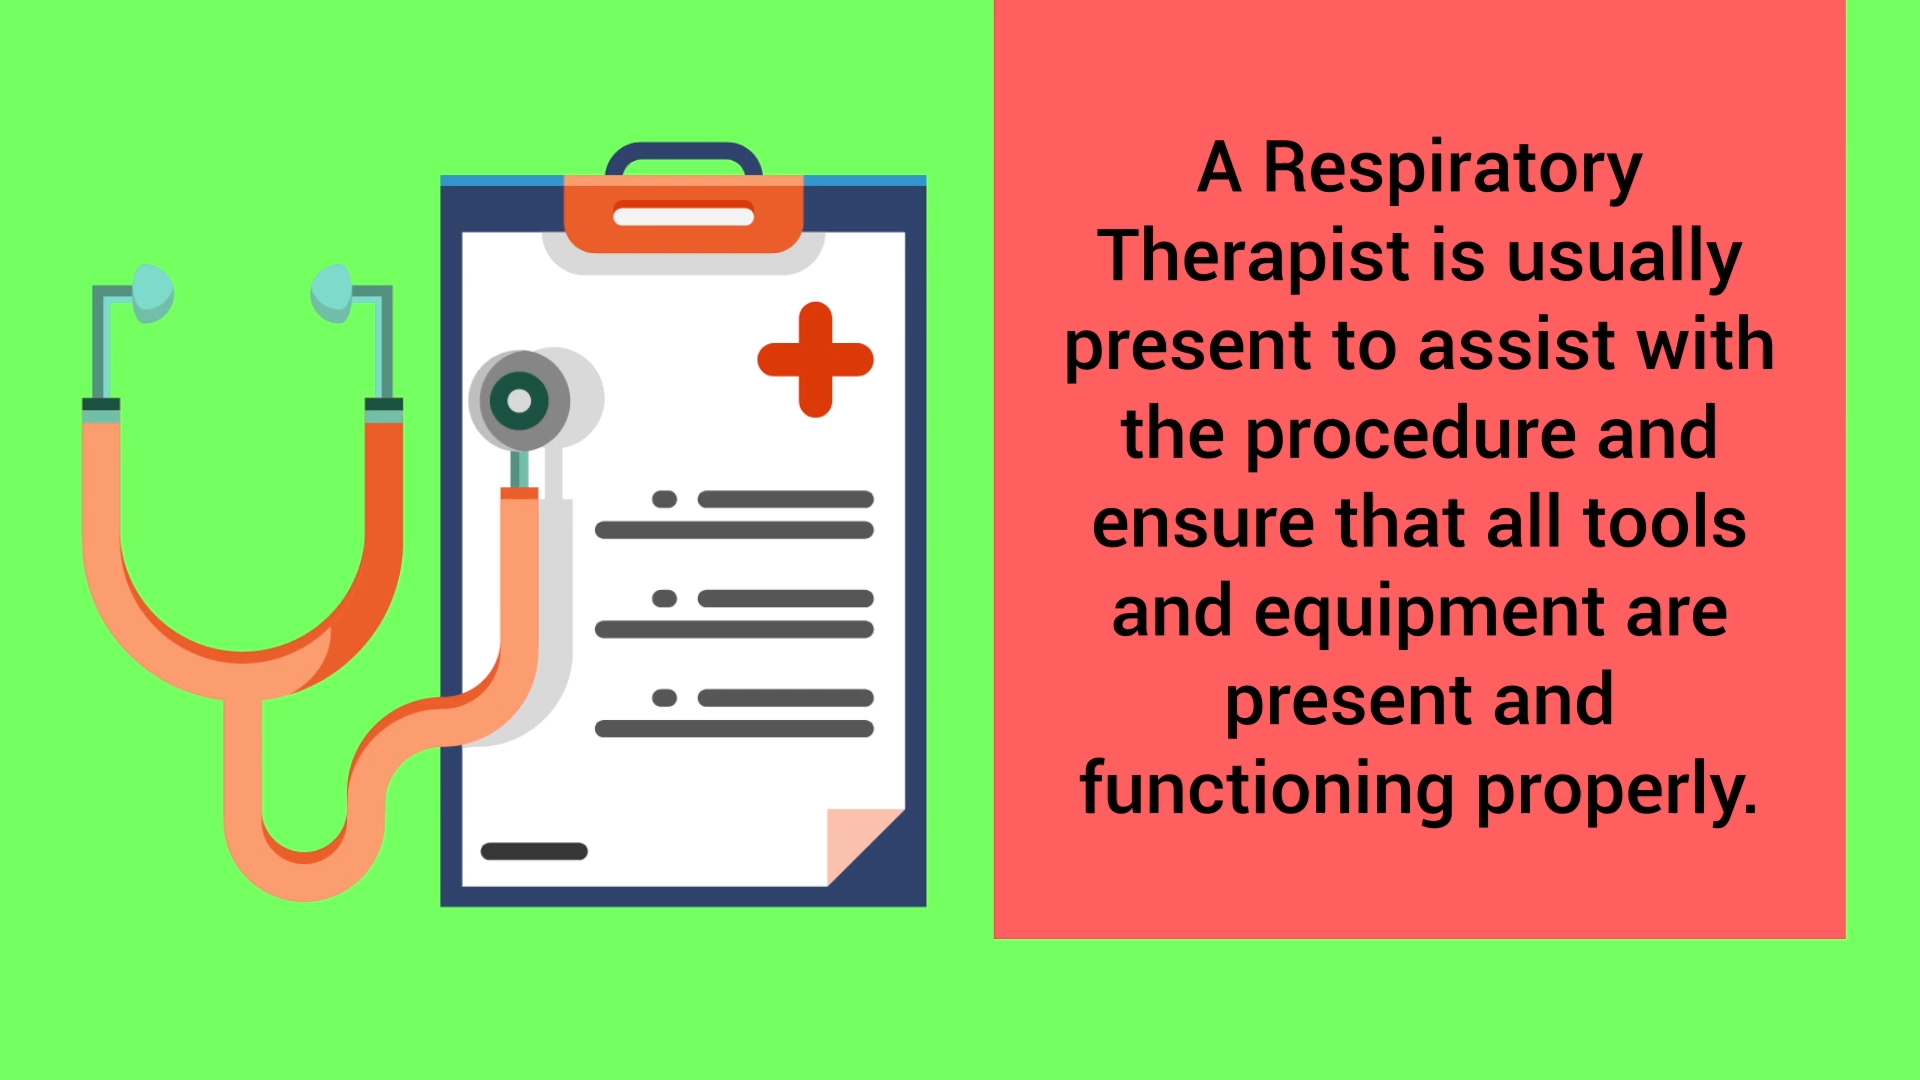 A Respiratory
Therapist is usually
present to assist with
the procedure and
ensure that all tools
and equipment are
present and
functioning properly.